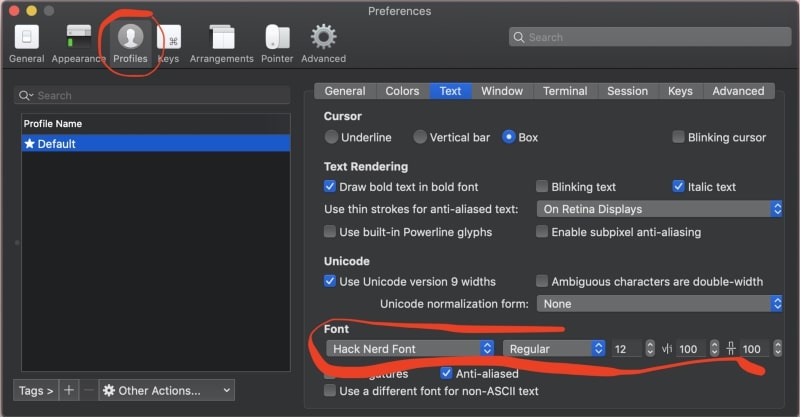 Preferences
General Appearance Profiles Keys Arrangements Pointer Advanced
Search
Search
Profile Name
Default
Tags > + − Other Actions...
General Colors Text Window Terminal Session Keys Advanced
Cursor
Underline Vertical bar Box Blinking cursor
Text Rendering
Draw bold text in bold font Blinking text Italic text
Use thin strokes for anti-aliased text: On Retina Displays
Use built-in Powerline glyphs Enable subpixel anti-aliasing
Unicode
Use Unicode version 9 widths Ambiguous characters are double-width
Unicode normalization form: None
Font
Hack Nerd Font Regular 12 100 100
Anti-aliased
Use a different font for non-ASCII text